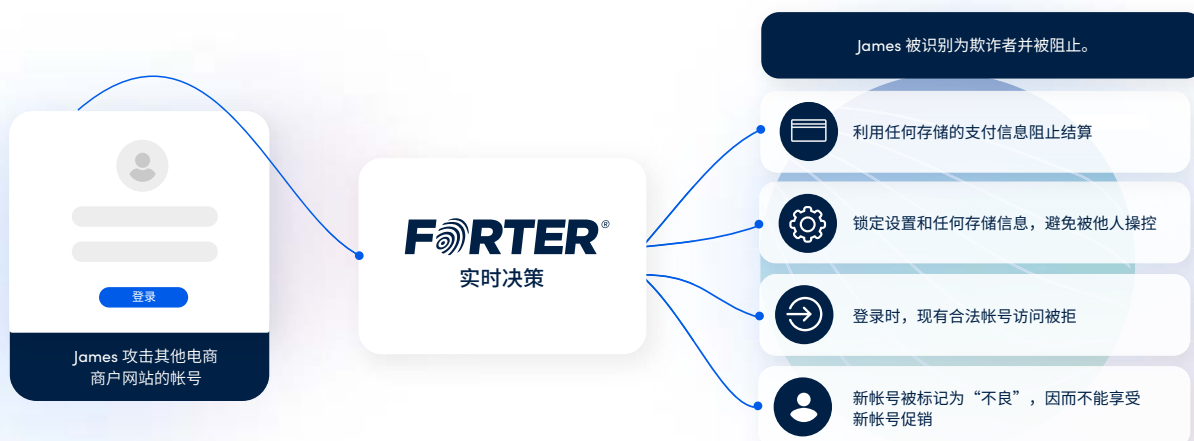 James 被识别为欺诈者并被阻止。
利用任何存储的支付信息阻止结算
锁定设置和任何存储信息，避免被他人操控
FORTER®
实时决策
登录
登录时，现有合法帐号访问被拒
James 攻击其他电商
商户网站的帐号
新帐号被标记为“不良”，因而不能享受
新帐号促销